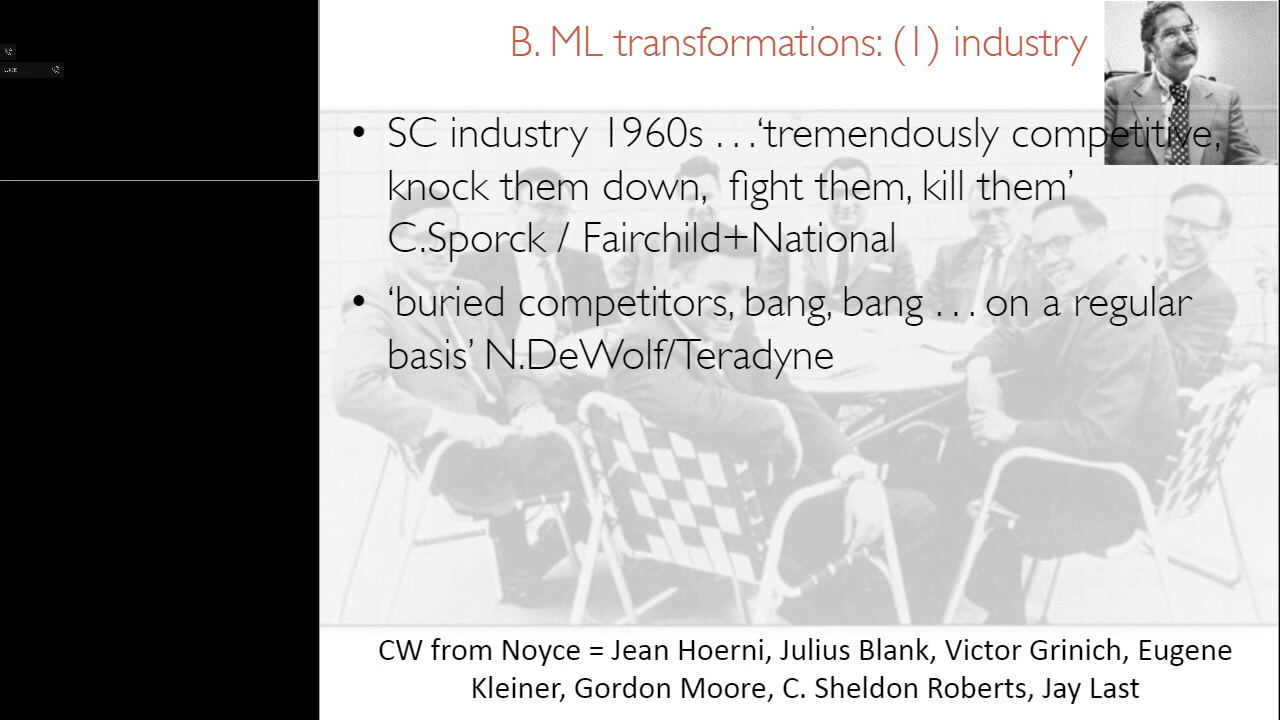 B. ML transformations: (1) industry
• SC industry 1960s . . .‘tremendously competitive,
knock them down, fight them, kill them’
C.Sporck / Fairchild+National
• ‘buried competitors, bang, bang . . . on a regular
basis’ N.DeWolf/Teradyne
CW from Noyce = Jean Hoerni, Julius Blank, Victor Grinich, Eugene
Kleiner, Gordon Moore, C. Sheldon Roberts, Jay Last